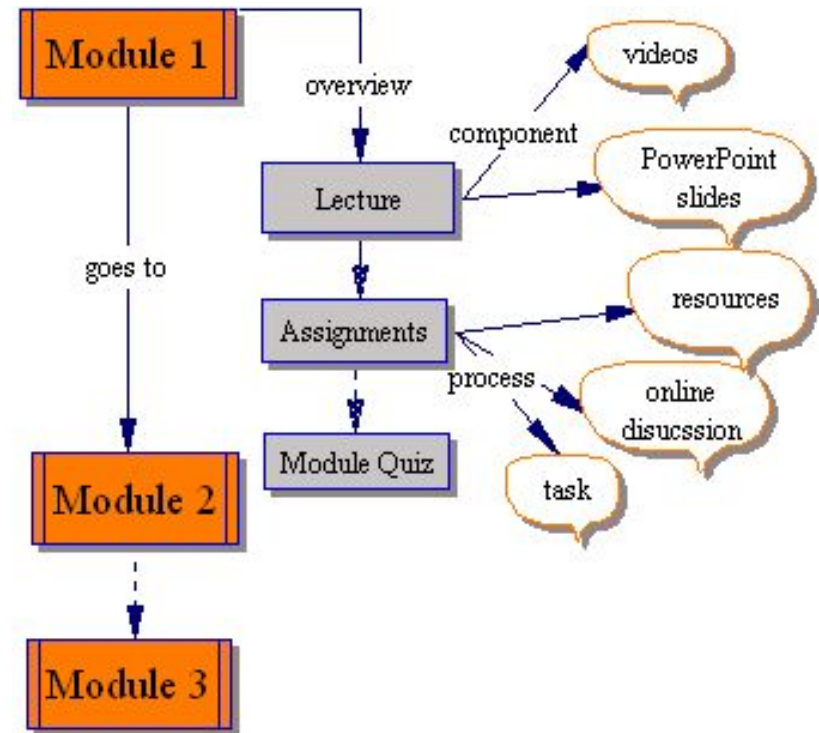 Module 1
overview
videos
component
PowerPoint
slides
Lecture
goes to
resources
Assignments
process
online
disucssion
Module Quiz
task
Module 2
Module 3